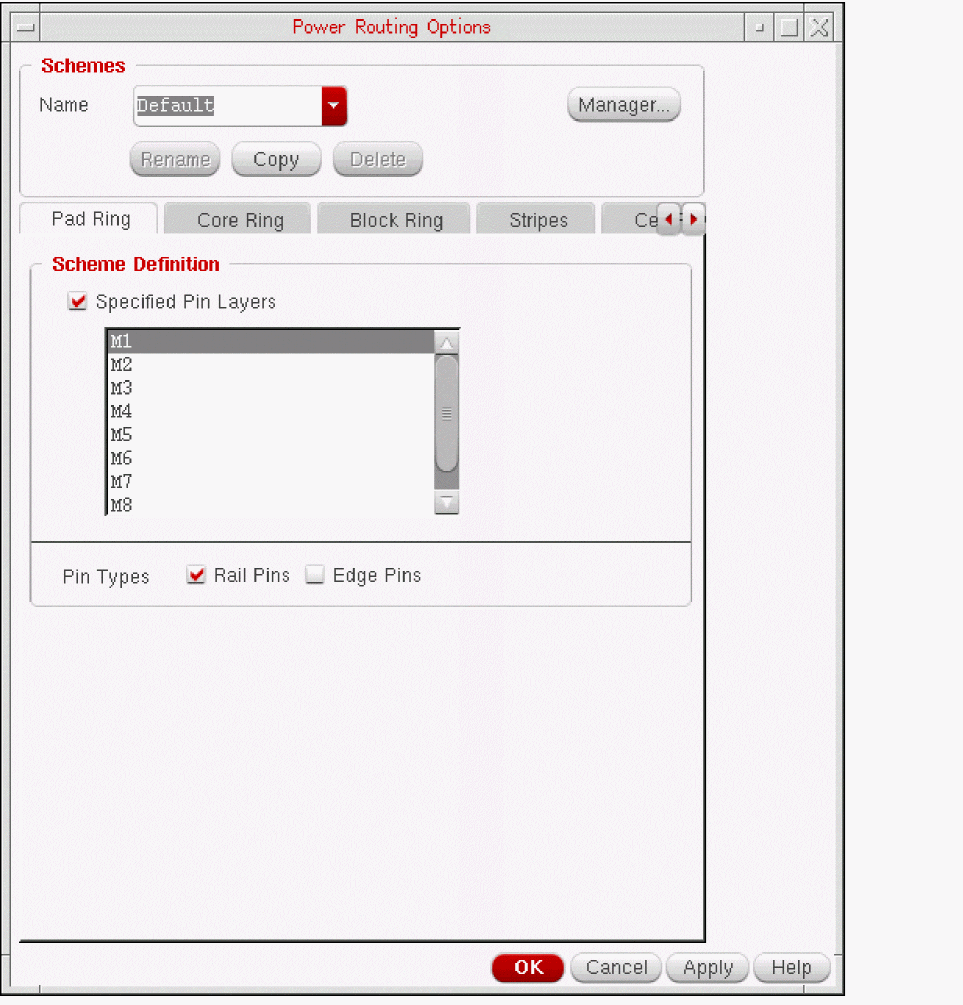 Power Routing Options
Schemes
Name Default Manager...
Rename Copy Delete
Pad Ring Core Ring Block Ring Stripes
Scheme Definition
Specified Pin Layers
M1
M2
M3
M4
M5
M6
M7
M8
Pin Types Rail Pins Edge Pins
OK Cancel Apply Help